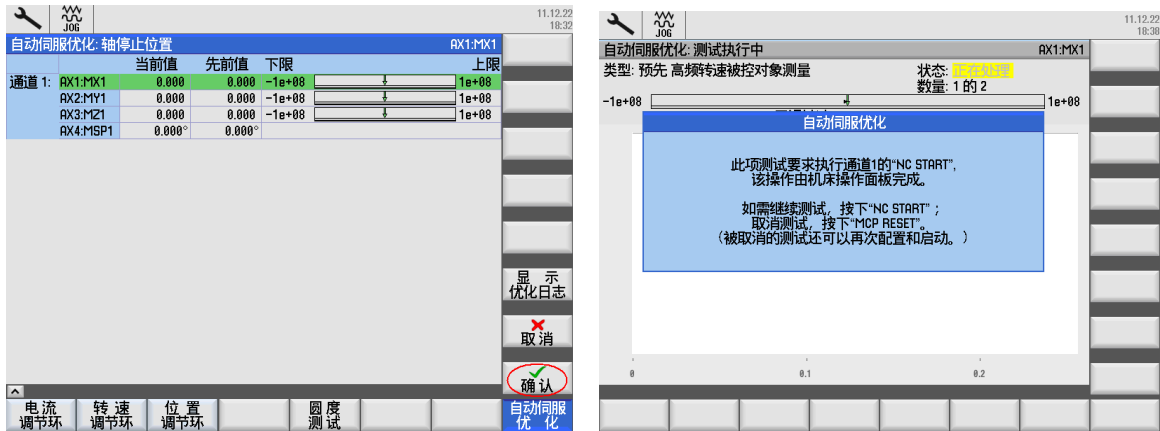 JOG
11.12.22
18:32
自动伺服优化: 轴停止位置 AX1:MX1
当前值 先前值 下限 上限
通道 1: AX1:MX1 0.000 0.000 -1e+08 1e+08
AX2:MY1 0.000 0.000 -1e+08 1e+08
AX3:MZ1 0.000 0.000 -1e+08 1e+08
AX4:MSP1 0.000° 0.000°
显 示
优化日志
取消
确认
电流
调节环
转速
调节环
位置
调节环
圆度
测试
自动伺服
优 化
JOG
11.12.22
18:38
自动伺服优化: 测试执行中 AX1:MX1
类型: 预先 高频转速被控对象测量 状态: 正在处理
数量: 1 的 2
-1e+08 1e+08
自动伺服优化
此项测试要求执行通道1的“NC START”,
该操作由机床操作面板完成。
如需继续测试, 按下“NC START” ;
取消测试, 按下“MCP RESET”。
(被取消的测试还可以再次配置和启动。)
0 0.1 0.2